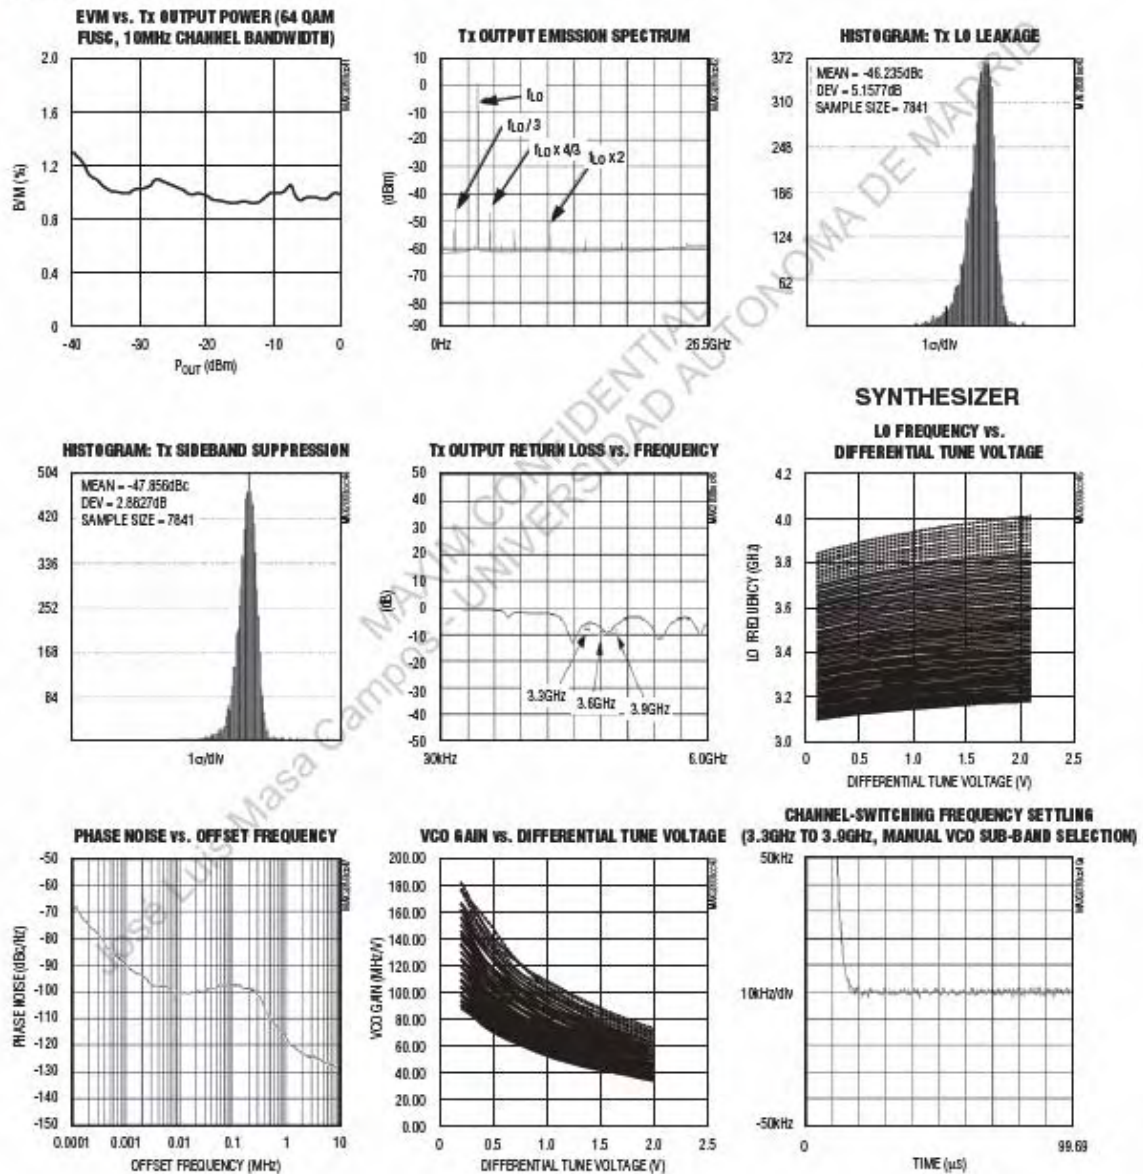 EVM vs. Tx OUTPUT POWER (64 QAM
FUSC, 10MHz CHANNEL BANDWIDTH)
2.0
1.6
1.2
0.8
0.4
0
EVM (%)
-40
-30
-20
-10
0
POUT (dBm)
Tx OUTPUT EMISSION SPECTRUM
10
0
-10
-20
-30
-40
-50
-60
-70
-80
-90
(dBm)
fLO
fLO/3
fLO x 4/3
fLO x 2
0Hz
26.5GHz
HISTOGRAM: Tx LO LEAKAGE
372
310
248
186
124
62
MEAN = -46.235dBc
DEV = 5.1577dB
SAMPLE SIZE = 7841
1σ/div
HISTOGRAM: Tx SIDEBAND SUPPRESSION
504
420
336
252
168
84
MEAN = -47.856dBc
DEV = 2.8627dB
SAMPLE SIZE = 7841
1σ/div
Tx OUTPUT RETURN LOSS vs. FREQUENCY
50
40
30
20
10
0
-10
-20
-30
-40
-50
(dB)
3.3GHz
3.6GHz
3.9GHz
30kHz
6.0GHz
SYNTHESIZER
LO FREQUENCY vs.
DIFFERENTIAL TUNE VOLTAGE
4.2
4.0
3.8
3.6
3.4
3.2
3.0
LO FREQUENCY (GHz)
0
0.5
1.0
1.5
2.0
2.5
DIFFERENTIAL TUNE VOLTAGE (V)
PHASE NOISE vs. OFFSET FREQUENCY
-50
-60
-70
-80
-90
-100
-110
-120
-130
-140
-150
PHASE NOISE (dBc/Hz)
0.0001
0.001
0.01
0.1
1
10
OFFSET FREQUENCY (MHz)
VCO GAIN vs. DIFFERENTIAL TUNE VOLTAGE
200.00
180.00
160.00
140.00
120.00
100.00
80.00
60.00
40.00
20.00
0.00
VCO GAIN (MHz/V)
0
0.5
1.0
1.5
2.0
2.5
DIFFERENTIAL TUNE VOLTAGE (V)
CHANNEL-SWITCHING FREQUENCY SETTLING
(3.3GHz TO 3.9GHz, MANUAL VCO SUB-BAND SELECTION)
50kHz
10kHz/div
-50kHz
0
99.69
TIME (μs)
MAXIM CONFIDENTIAL
José Luis Masa Campos - UNIVERSIDAD AUTONOMA DE MADRID